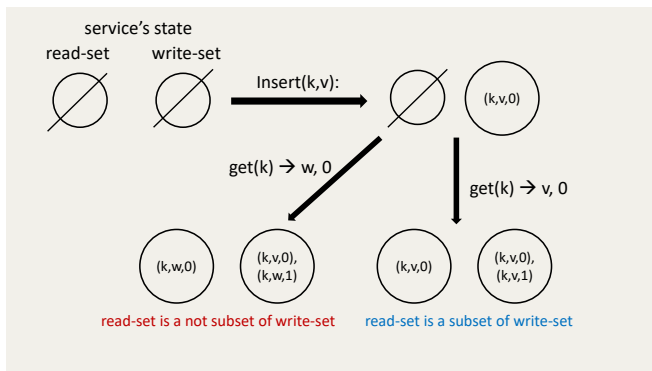 service's state
read-set write-set
Insert(k,v):
(k,v,0)
get(k) → w, 0
get(k) → v, 0
(k,w,0)
(k,v,0),
(k,w,1)
(k,v,0)
(k,v,0),
(k,v,1)
read-set is a not subset of write-set
read-set is a subset of write-set